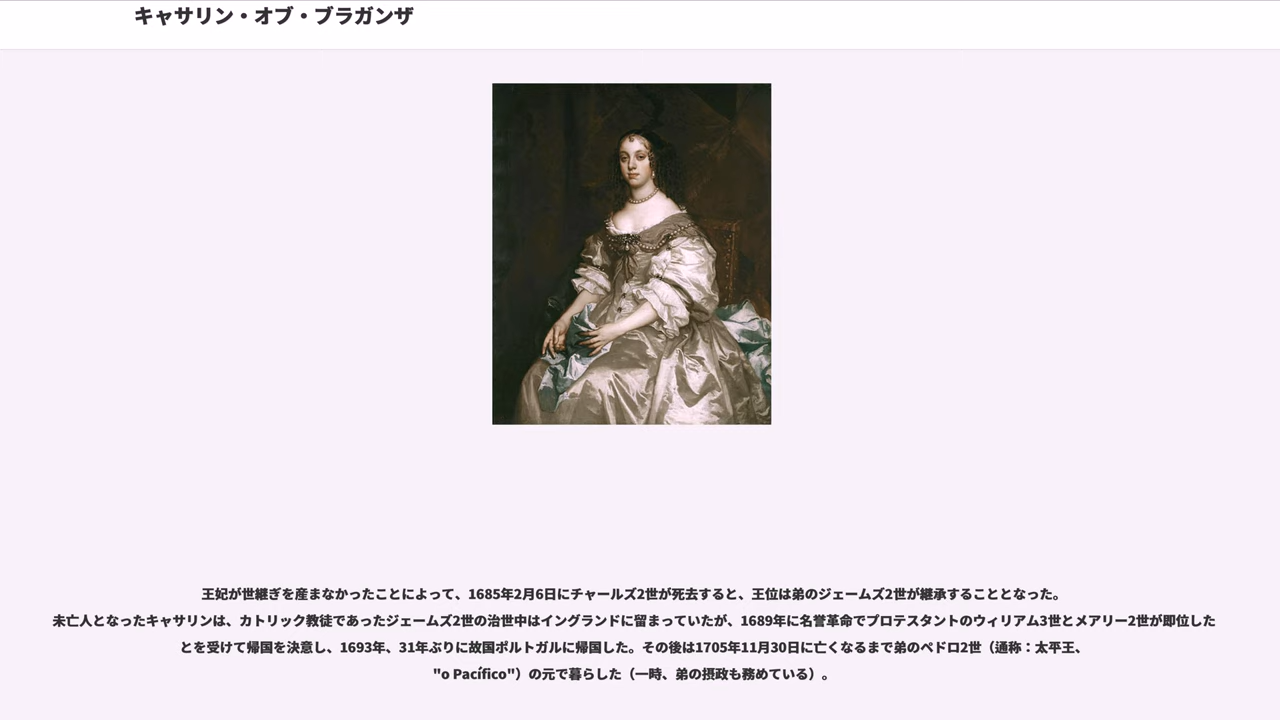 キャサリン・オブ・ブラガンザ
王妃が世継ぎを産まなかったことによって、1685年2月6日にチャールズ2世が死去すると、王位は弟のジェームズ2世が継承することとなった。
未亡人となったキャサリンは、カトリック教徒であったジェームズ2世の治世中はイングランドに留まっていたが、1689年に名誉革命でプロテスタントのウィリアム3世とメアリー2世が即位した
とを受けて帰国を決意し、1693年、31年ぶりに故国ポルトガルに帰国した。その後は1705年11月30日に亡くなるまで弟のペドロ2世（通称：太平王、
"o Pacífico"）の元で暮らした（一時、弟の摂政も務めている）。